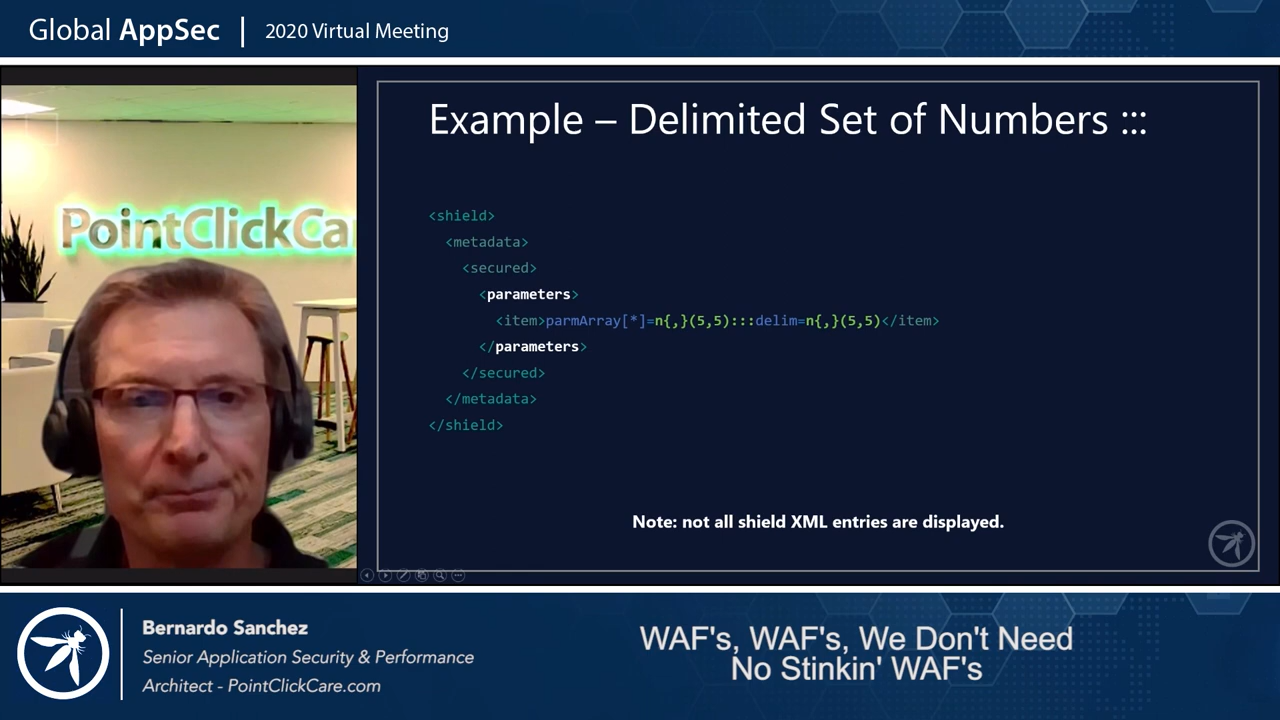 Global AppSec | 2020 Virtual Meeting
PointClickCa
Example – Delimited Set of Numbers :::
<shield>
<metadata>
<secured>
<parameters>
<item>parmArray[*]=n{,}(5,5):::delim=n{,}(5,5)</item>
</parameters>
</secured>
</metadata>
</shield>
Note: not all shield XML entries are displayed.
Bernardo Sanchez
Senior Application Security & Performance
Architect - PointClickCare.com
WAF's, WAF's, We Don't Need
No Stinkin' WAF's